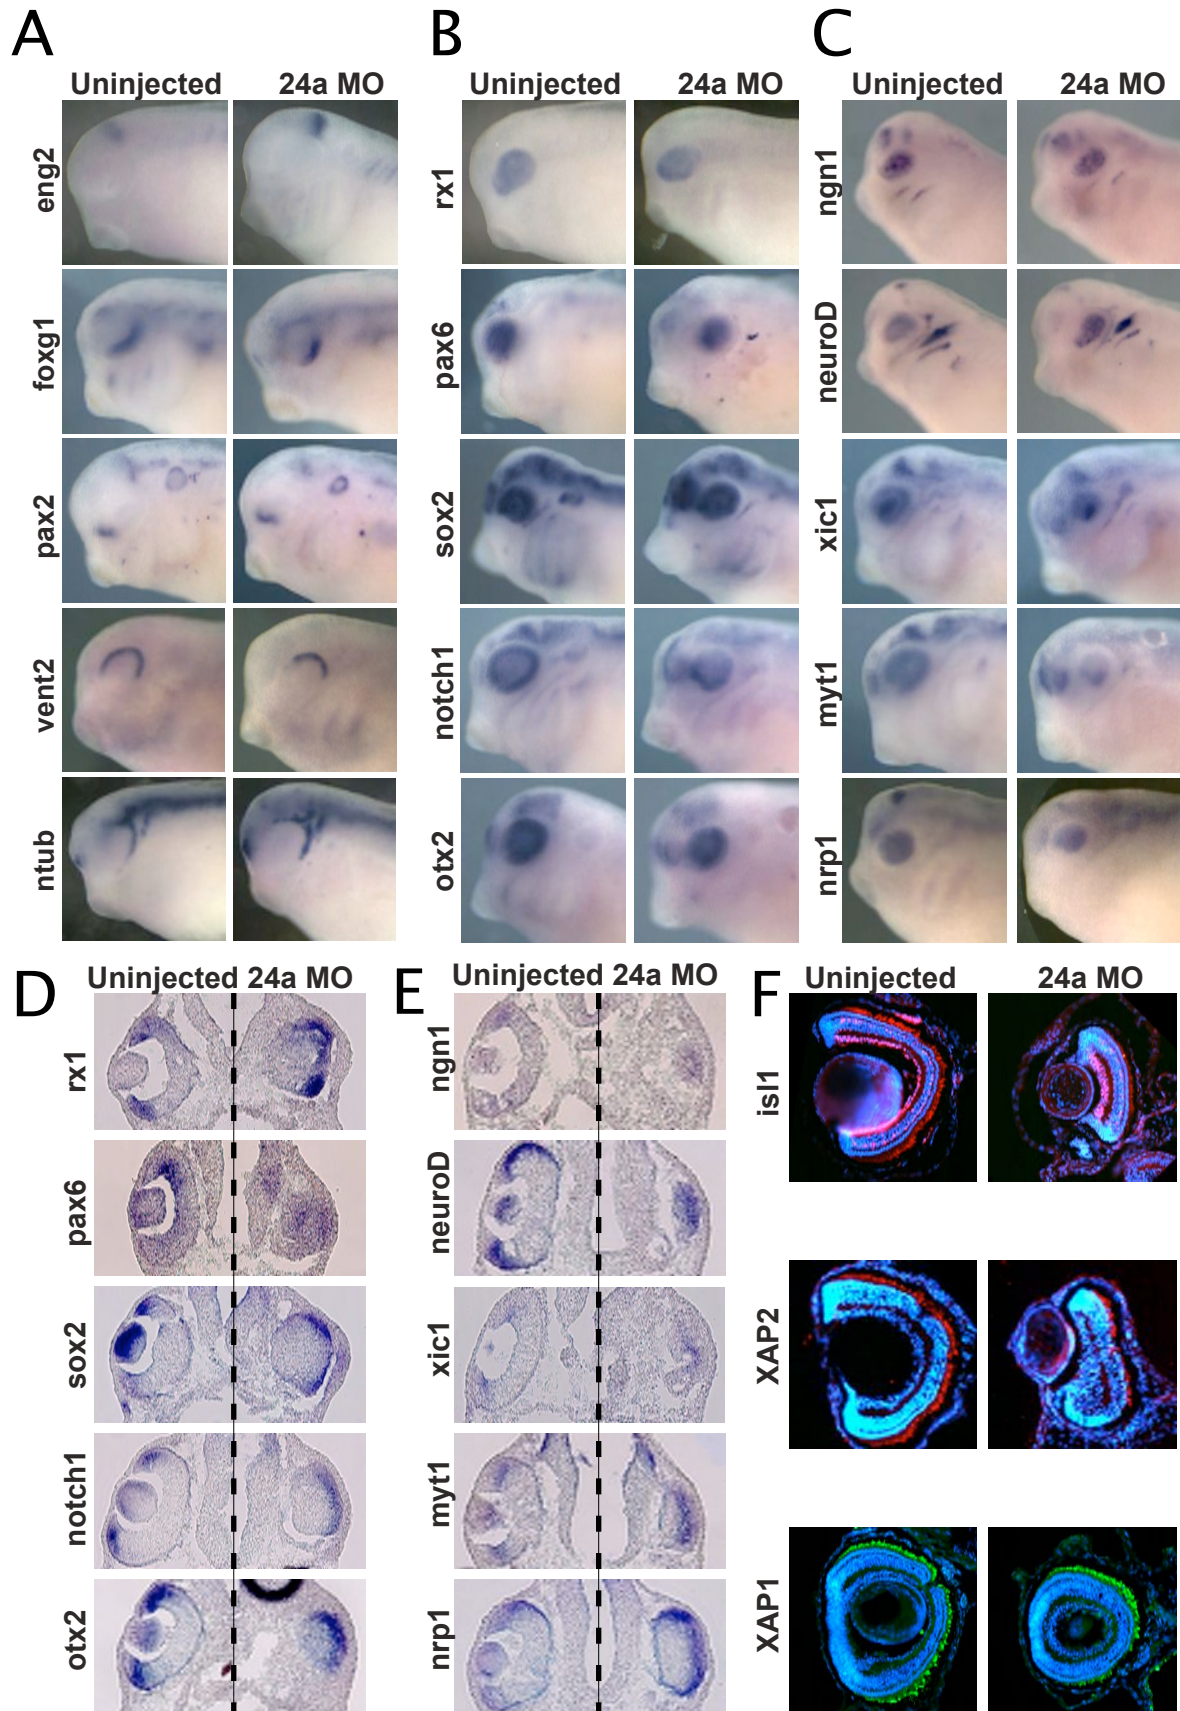 A
B
C
Uninjected 24a MO
Uninjected 24a MO
Uninjected 24a MO
eng2
foxg1
pax2
vent2
ntub
rx1
pax6
sox2
notch1
otx2
ngn1
neuroD
xic1
myt1
nrp1
D
E
F
Uninjected 24a MO
Uninjected 24a MO
Uninjected 24a MO
rx1
pax6
sox2
notch1
otx2
ngn1
neuroD
xic1
myt1
nrp1
isl1
XAP2
XAP1